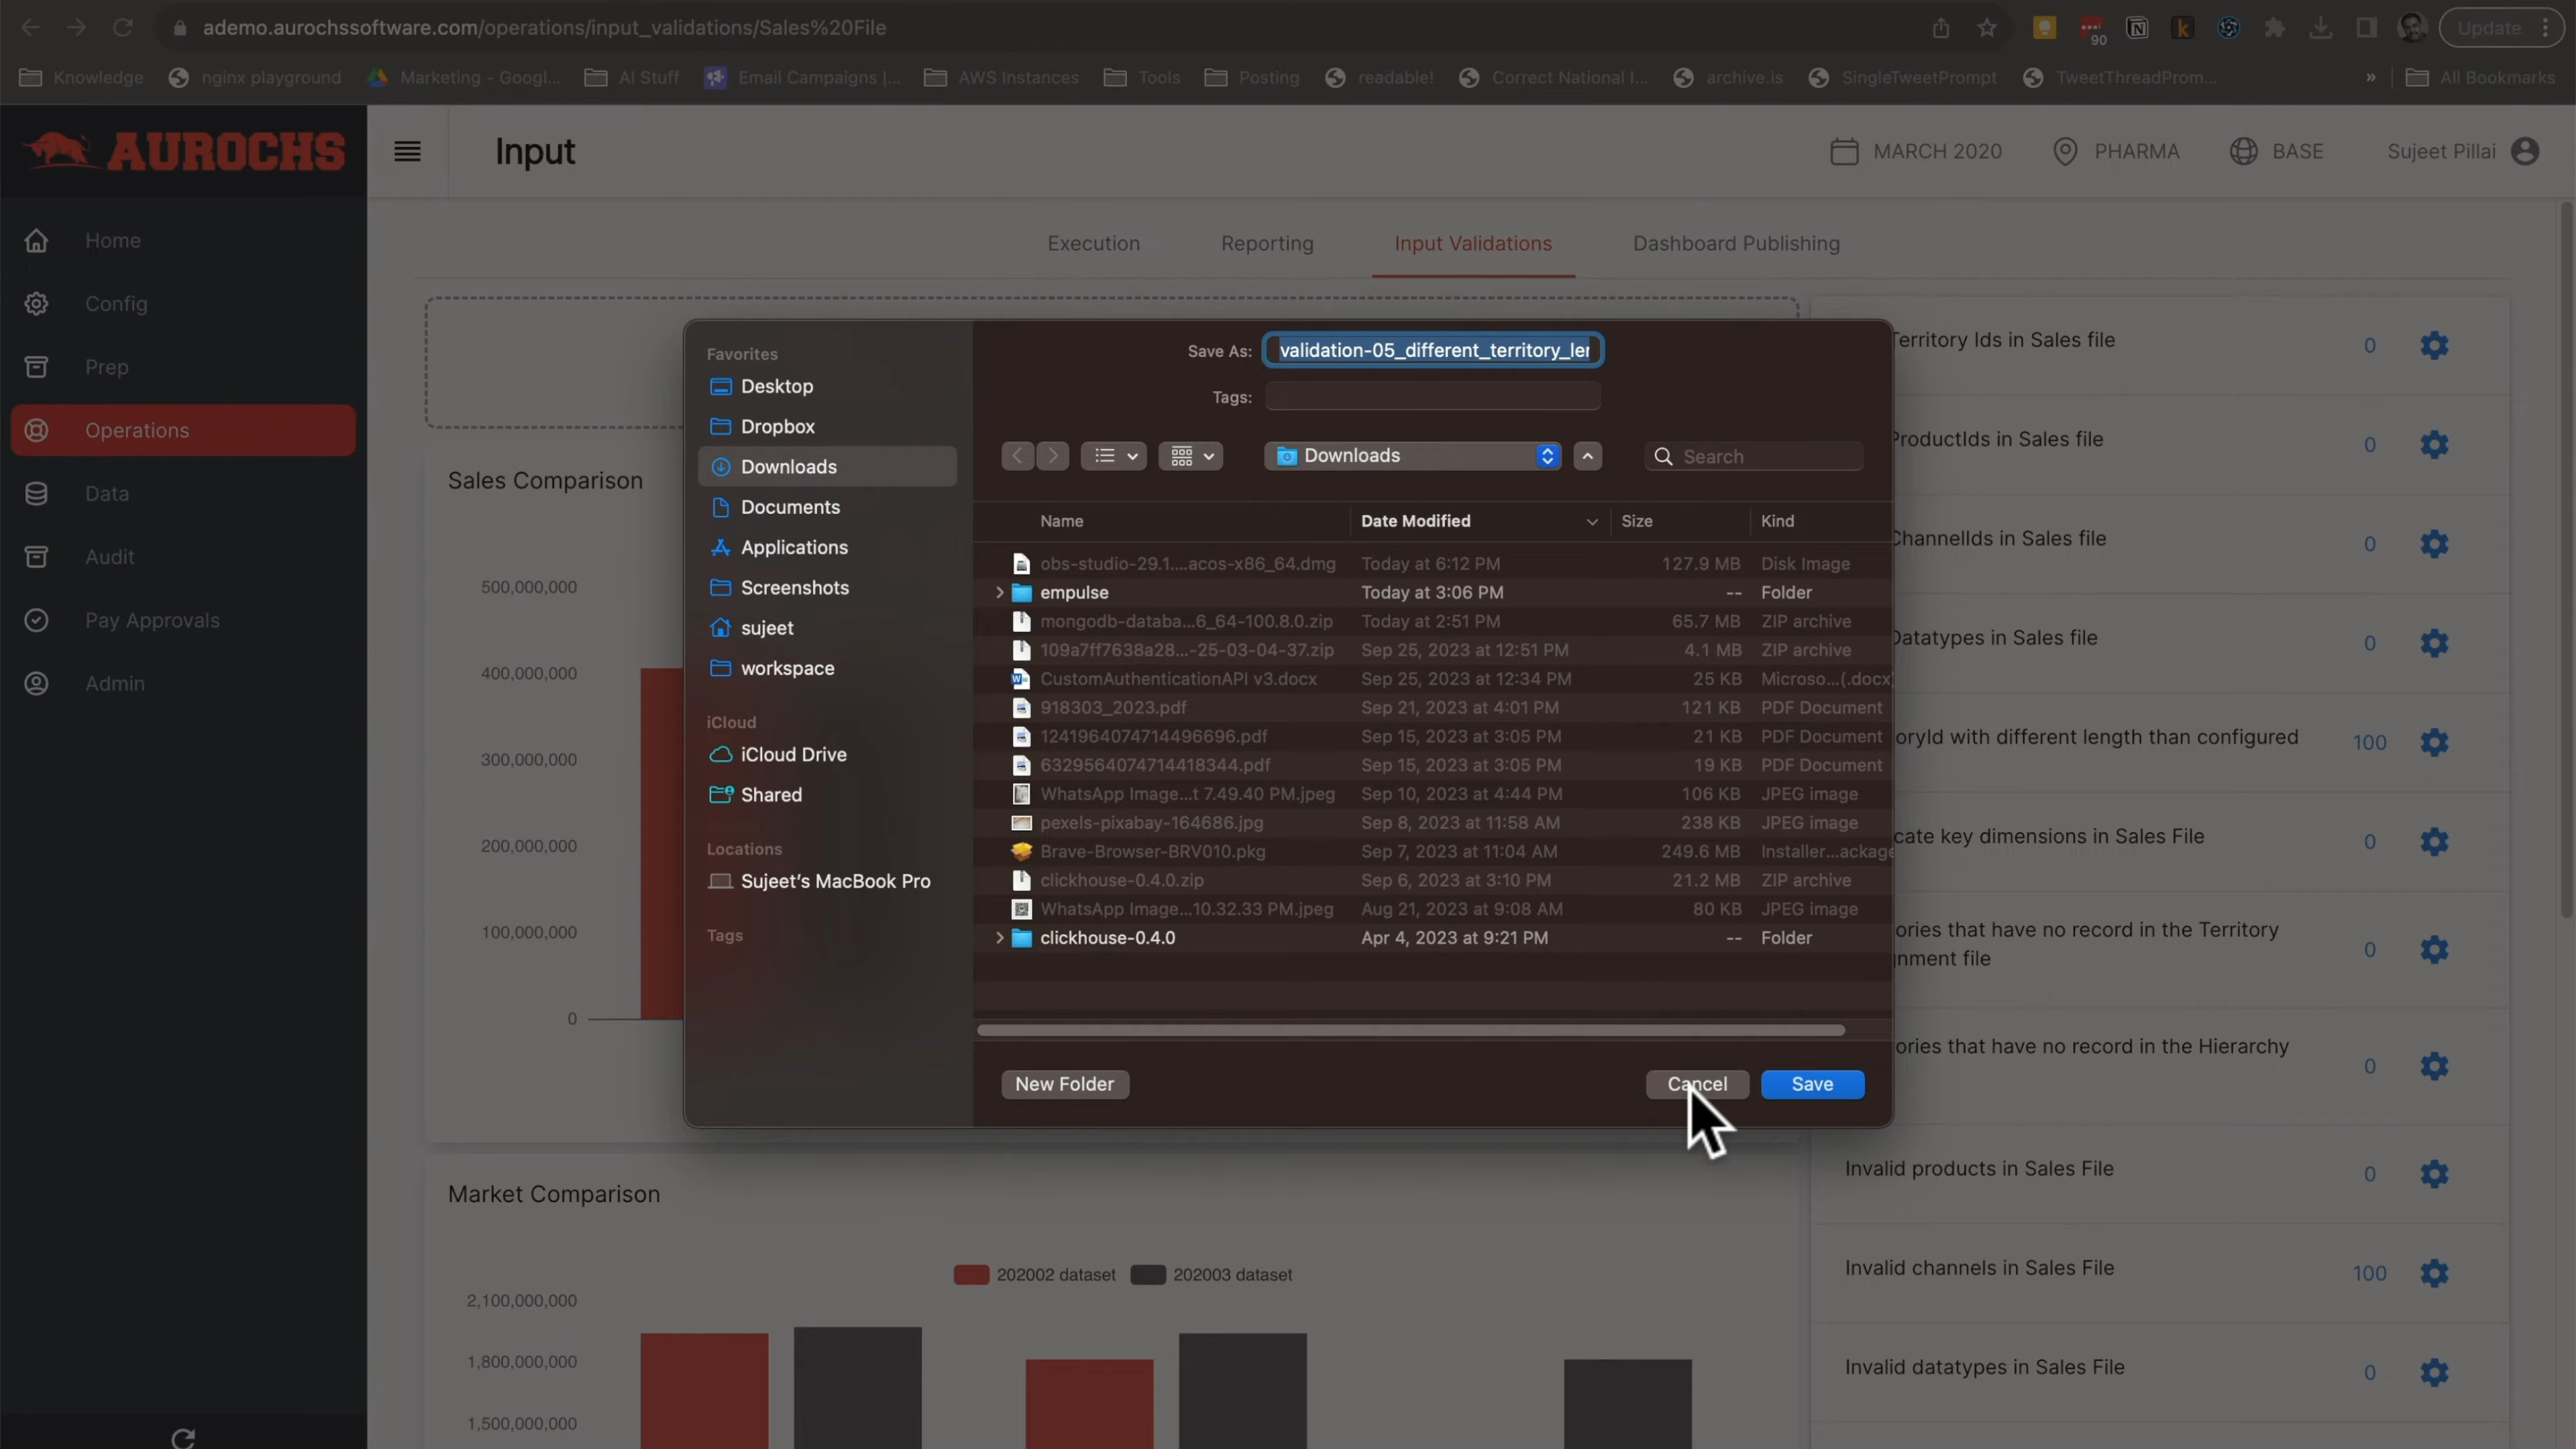 ademo.aurochssoftware.com/operations/input_validations/Sales%20File
90
Update
Knowledge
nginx playground
Marketing - Googl...
AI Stuff
Email Campaigns |...
AWS Instances
Tools
Posting
readable!
Correct National I...
archive.is
SingleTweetPrompt
TweetThreadProm...
»
All Bookmarks
AUROCHS
Input
MARCH 2020
PHARMA
BASE
Sujeet Pillai
Home
Config
Prep
Operations
Data
Audit
Pay Approvals
Admin
Execution
Reporting
Input Validations
Dashboard Publishing
Sales Comparison
500,000,000
400,000,000
300,000,000
200,000,000
100,000,000
0
Favorites
Desktop
Dropbox
Downloads
Documents
Applications
Screenshots
sujeet
workspace
iCloud
iCloud Drive
Shared
Locations
Sujeet's MacBook Pro
Tags
Save As: validation-05_different_territory_ler
Tags:
Downloads
Search
Name Date Modified Size Kind
obs-studio-29.1....acos-x86_64.dmg Today at 6:12 PM 127.9 MB Disk Image
empulse Today at 3:06 PM -- Folder
mongodb-databa...6_64-100.8.0.zip Today at 2:51 PM 65.7 MB ZIP archive
109a7ff7638a28...-25-03-04-37.zip Sep 25, 2023 at 12:51 PM 4.1 MB ZIP archive
CustomAuthenticationAPI v3.docx Sep 25, 2023 at 12:34 PM 25 KB Microso...(.docx)
918303_2023.pdf Sep 21, 2023 at 4:01 PM 121 KB PDF Document
1241964074714496696.pdf Sep 15, 2023 at 3:05 PM 21 KB PDF Document
6329564074714418344.pdf Sep 15, 2023 at 3:05 PM 19 KB PDF Document
WhatsApp Image...t 7.49.40 PM.jpeg Sep 10, 2023 at 4:44 PM 106 KB JPEG image
pexels-pixabay-164686.jpg Sep 8, 2023 at 11:58 AM 238 KB JPEG image
Brave-Browser-BRV010.pkg Sep 7, 2023 at 11:04 AM 249.6 MB Installer...ackage
clickhouse-0.4.0.zip Sep 6, 2023 at 3:10 PM 21.2 MB ZIP archive
WhatsApp Image...10.32.33 PM.jpeg Aug 21, 2023 at 9:08 AM 80 KB JPEG image
clickhouse-0.4.0 Apr 4, 2023 at 9:21 PM -- Folder
New Folder
Cancel
Save
Territory Ids in Sales file 0
ProductIds in Sales file 0
ChannelIds in Sales file 0
Datatypes in Sales file 0
oryId with different length than configured 100
cate key dimensions in Sales File 0
ories that have no record in the Territory
nment file 0
ories that have no record in the Hierarchy
0
Invalid products in Sales File 0
Invalid channels in Sales File 100
Invalid datatypes in Sales File 0
Market Comparison
202002 dataset 202003 dataset
2,100,000,000
1,800,000,000
1,500,000,000